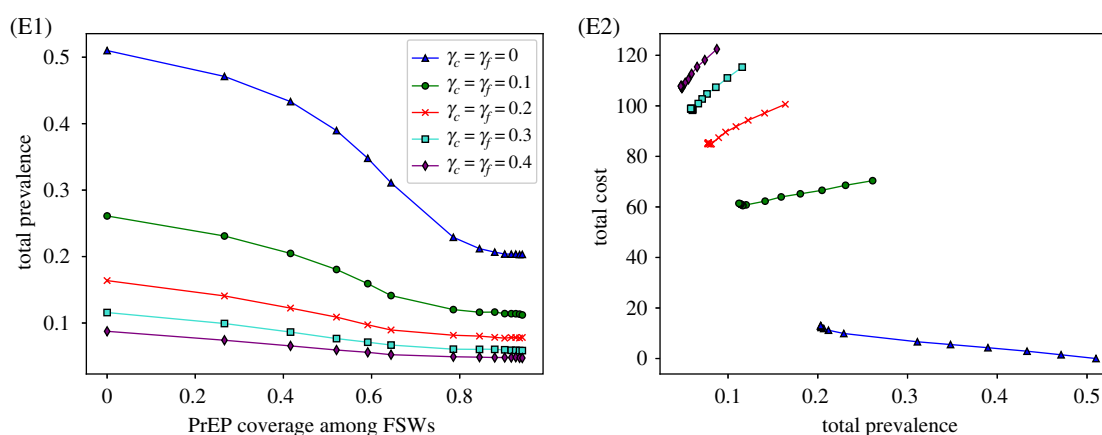 (E1)
0.5
0.4
0.3
0.2
0.1
total prevalence
0
0.2
0.4
0.6
0.8
PrEP coverage among FSWs
γc = γf = 0
γc = γf = 0.1
γc = γf = 0.2
γc = γf = 0.3
γc = γf = 0.4
(E2)
120
100
80
60
40
20
0
total cost
0.1
0.2
0.3
0.4
0.5
total prevalence